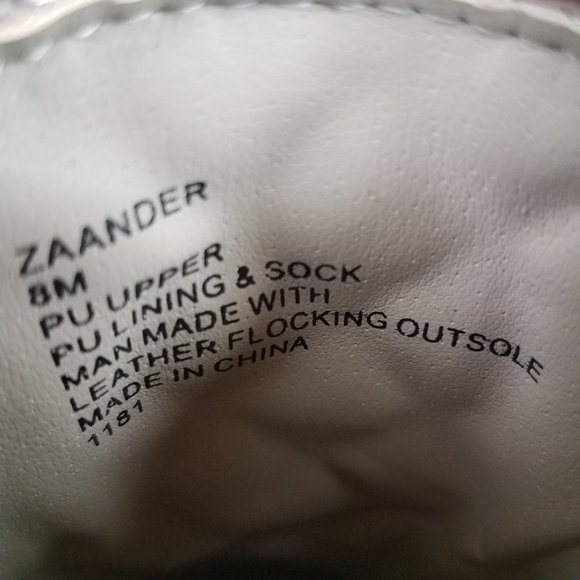 ZAANDER
8M
PU UPPER
PU LINING & SOCK
MAN MADE WITH
LEATHER FLOCKING OUTSOLE
MADE IN CHINA
1181